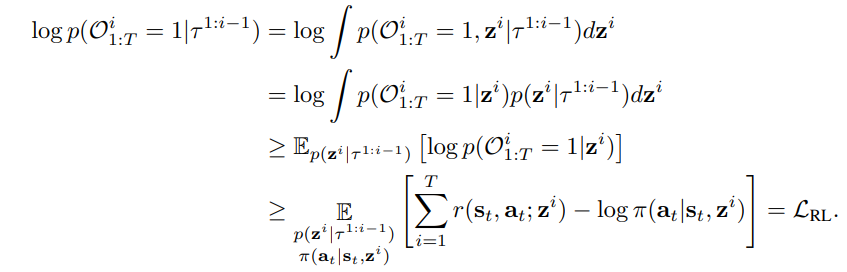 log p(𝒪^i_{1:T} = 1|τ^{1:i−1}) = log ∫ p(𝒪^i_{1:T} = 1, 𝐳^i|τ^{1:i−1})d𝐳^i
= log ∫ p(𝒪^i_{1:T} = 1|𝐳^i)p(𝐳^i|τ^{1:i−1})d𝐳^i
≥ 𝔼_{p(𝐳^i|τ^{1:i−1})} [log p(𝒪^i_{1:T} = 1|𝐳^i)]
≥ 𝔼_{p(𝐳^i|τ^{1:i−1}) π(𝐚_t|𝐬_t,𝐳^i)} [∑_{i=1}^{T} r(𝐬_t, 𝐚_t; 𝐳^i) − log π(𝐚_t|𝐬_t, 𝐳^i)] = ℒ_{RL}.